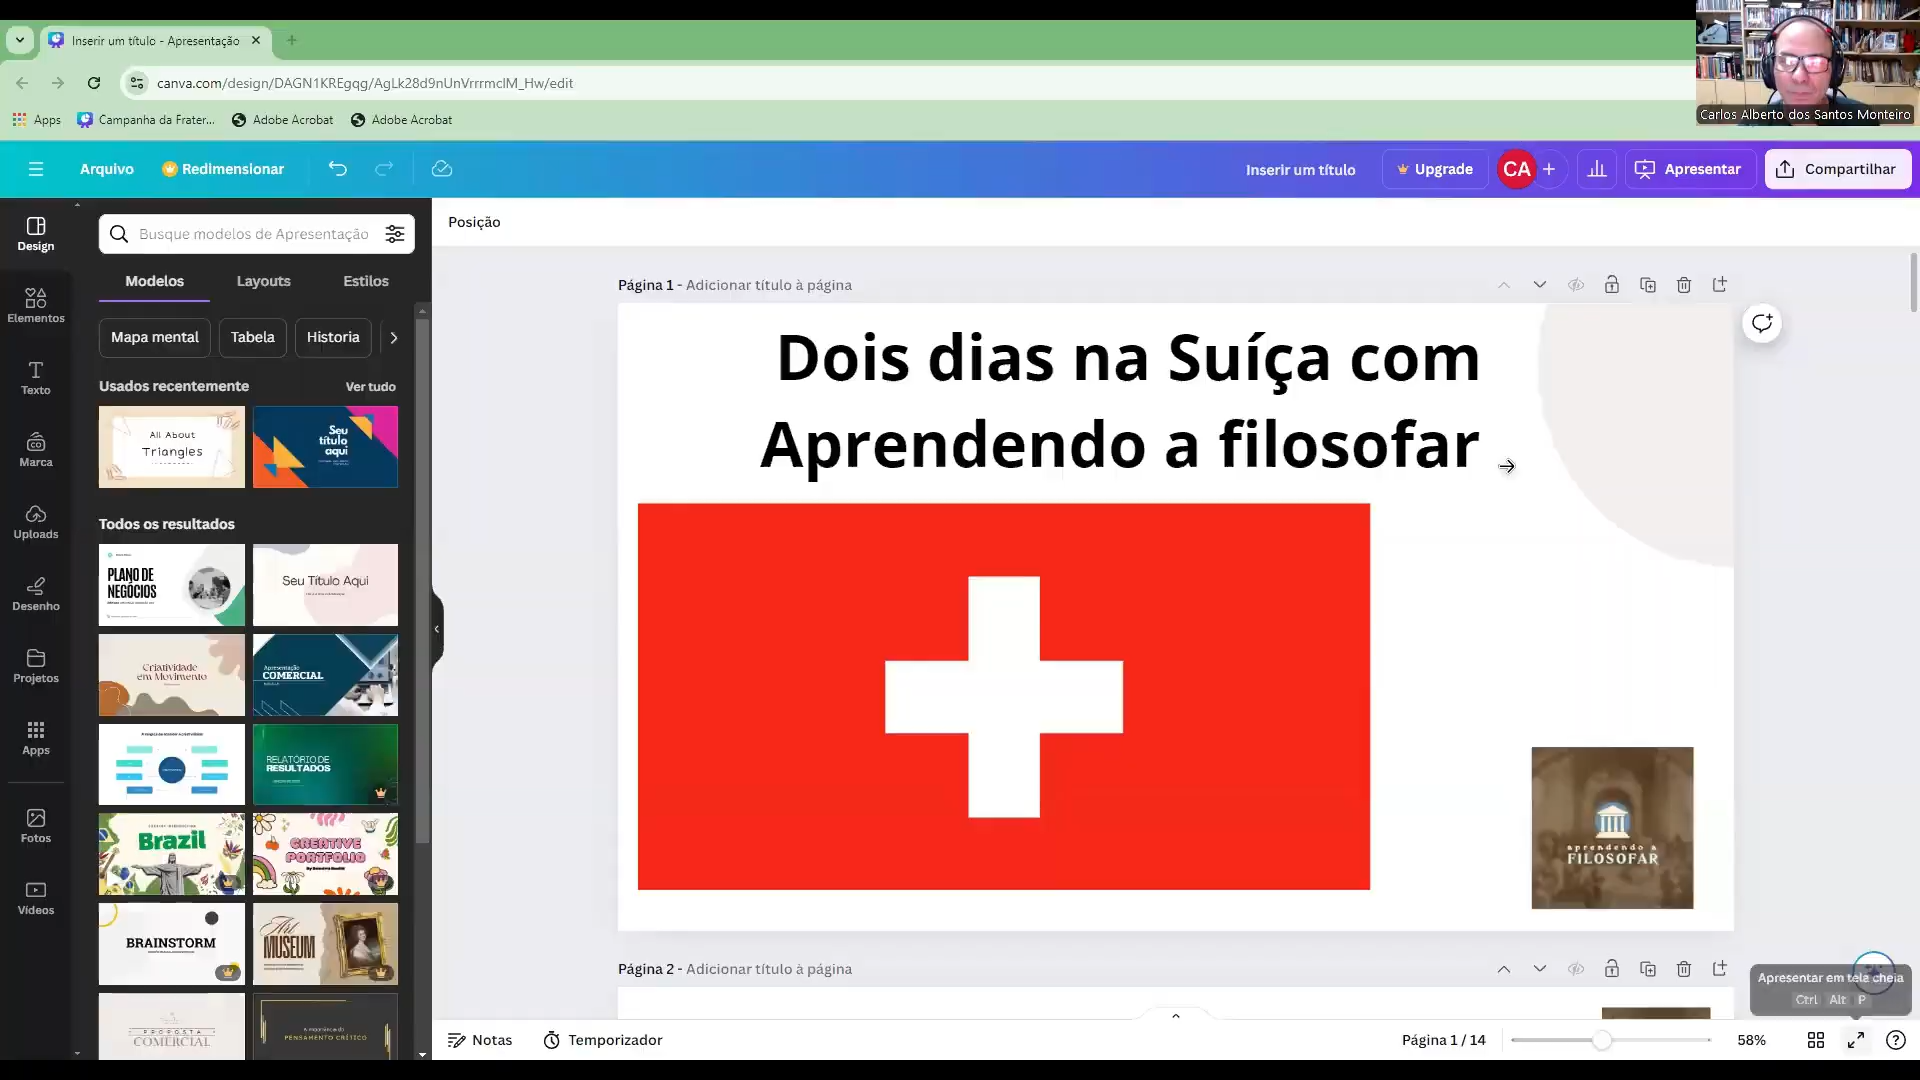 Inserir um título - Apresentação
canva.com/design/DAGN1KREgqg/AgLk28d9nUnVrrrmclM_Hw/edit
Apps
Campanha da Frater...
Adobe Acrobat
Adobe Acrobat
Carlos Alberto dos Santos Monteiro
Arquivo
Redimensionar
Inserir um título
Upgrade
CA
Apresentar
Compartilhar
Design
Elementos
Texto
Marca
Uploads
Desenho
Projetos
Apps
Fotos
Vídeos
Busque modelos de Apresentação
Modelos
Layouts
Estilos
Mapa mental
Tabela
Historia
Usados recentemente
Ver tudo
All About
Triangles
Seu
título
aqui
Todos os resultados
PLANO DE
NEGÓCIOS
Seu Título Aqui
Criatividade
em Movimento
Apresentação
COMERCIAL
RELATÓRIO DE
RESULTADOS
Brazil
CREATIVE
PORTFOLIO
BRAINSTORM
Art
MUSEUM
PROPOSTA
COMERCIAL
PENSAMENTO CRÍTICO
Posição
Página 1 - Adicionar título à página
Dois dias na Suíça com
Aprendendo a filosofar
aprendendo a
FILOSOFAR
Página 2 - Adicionar título à página
Apresentar em tela cheia
Ctrl Alt P
Notas
Temporizador
Página 1 / 14
58%